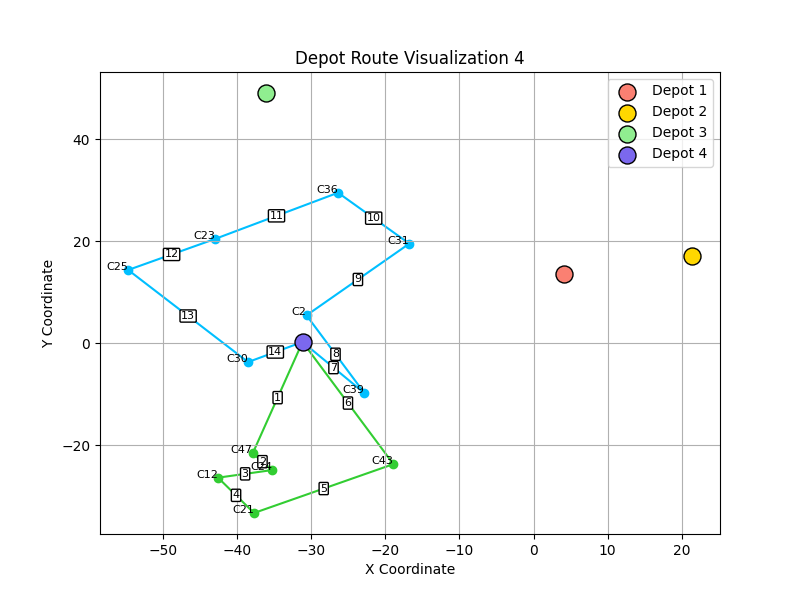 Depot Route Visualization 4
Depot 1
Depot 2
Depot 3
Depot 4
Y Coordinate
40
20
0
−20
C36
11
10
C23
C31
12
C25
9
13
C2
8
C30
14
7
C39
6
1
C47
2
C43
C12
3
4
5
C21
−50
−40
−30
−20
−10
0
10
20
X Coordinate